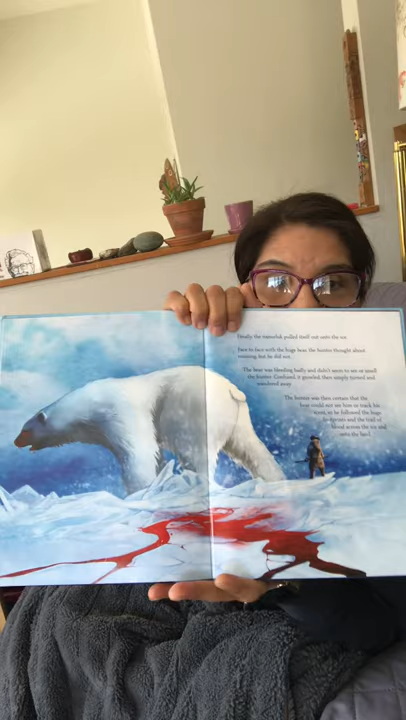 Finally the nanurluk pulled itself out onto the ice.
Face to face with the huge bear the hunter thought about
running, but he did not.
The bear was bleeding badly and didn't seem to see or smell
the hunter. Confused, it growled, then simply turned and
wandered away.
The hunter was then certain that the
bear could not see him or track his
scent, so he followed the huge
footprints and the trail of
blood across the ice and
onto the land.